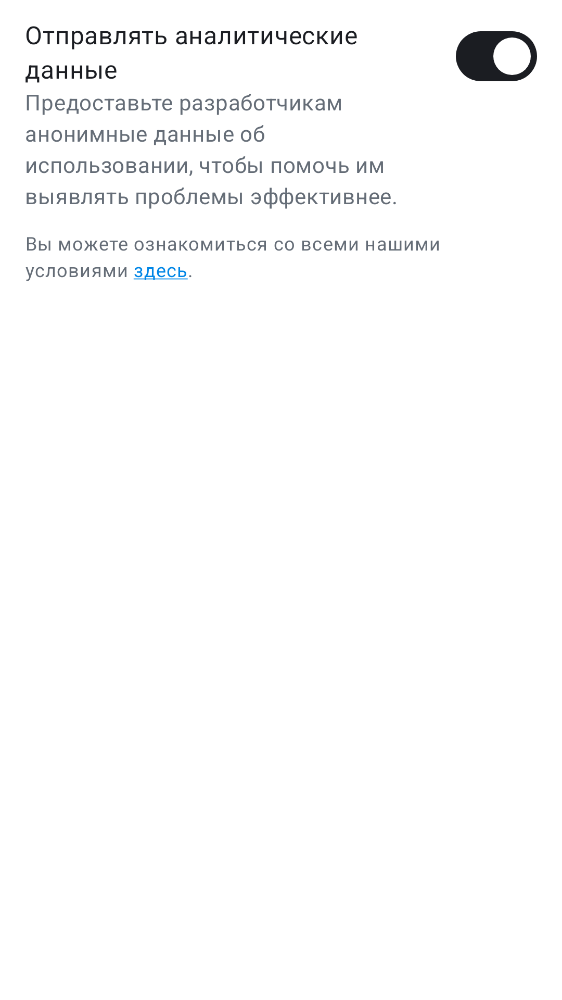 Отправлять аналитические
данные
Предоставьте разработчикам
анонимные данные об
использовании, чтобы помочь им
выявлять проблемы эффективнее.
Вы можете ознакомиться со всеми нашими
условиями здесь.